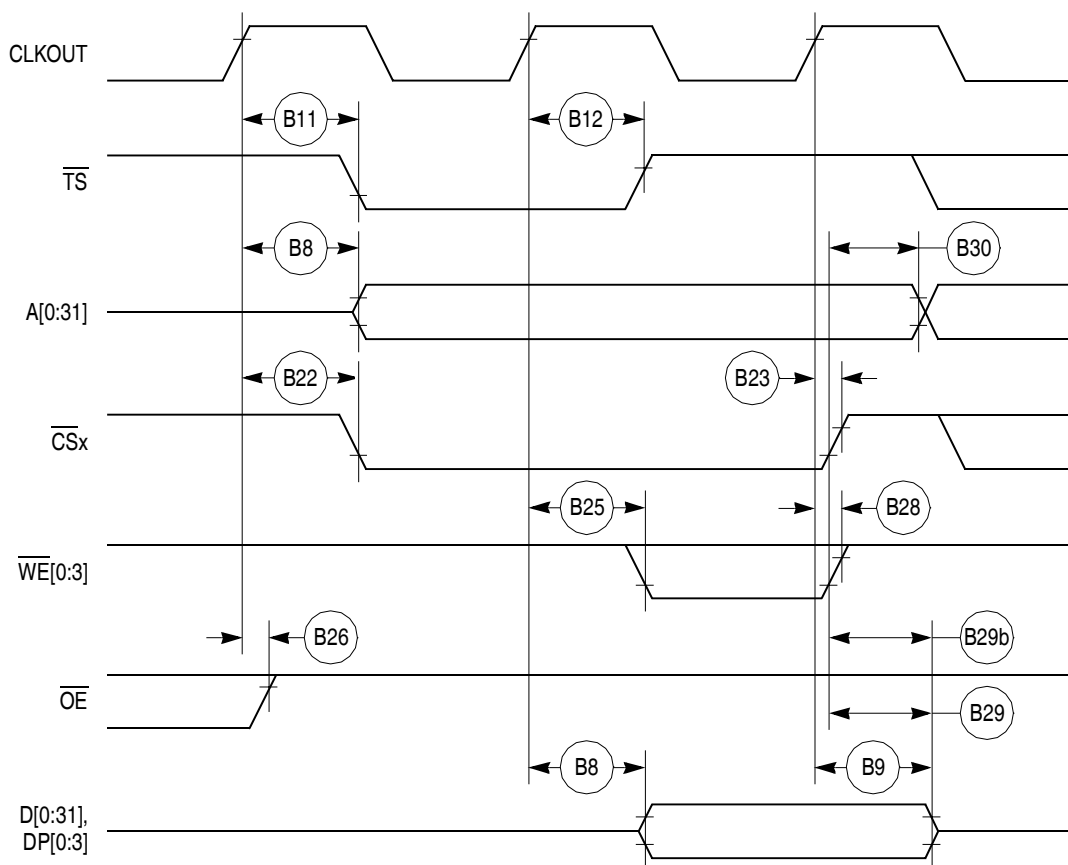 CLKOUT
B11
B12
TS
B8
B30
A[0:31]
B22
B23
CSx
B25
B28
WE[0:3]
B26
B29b
OE
B29
B8
B9
D[0:31],
DP[0:3]